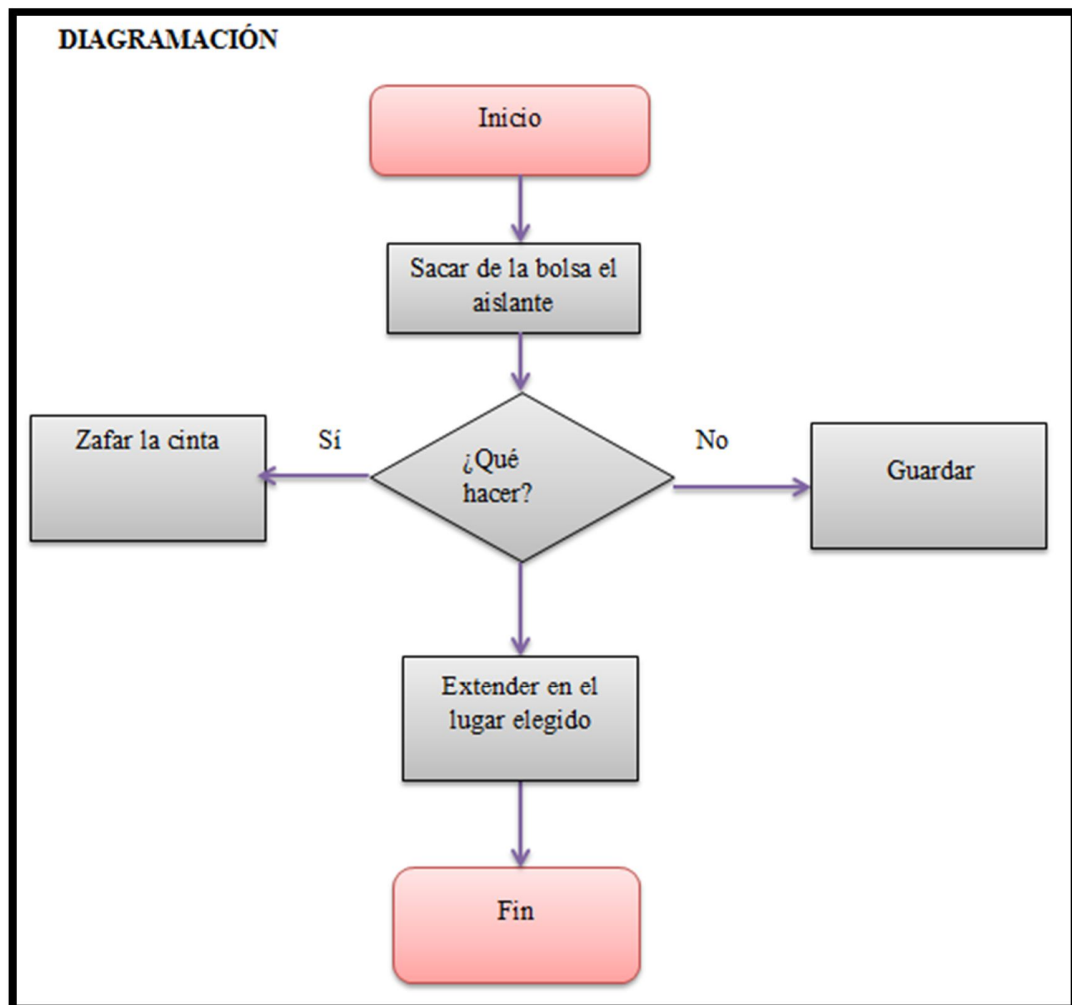 DIAGRAMACIÓN
Inicio
Sacar de la bolsa el
aislante
Zafar la cinta
Sí
¿Qué
hacer?
No
Guardar
Extender en el
lugar elegido
Fin